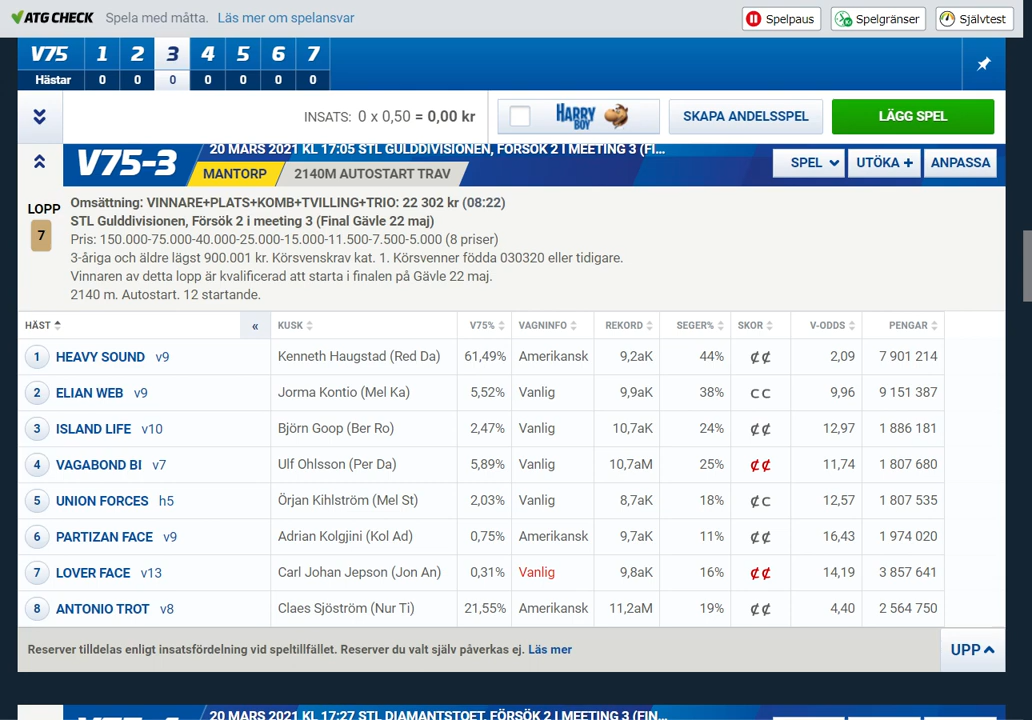 ATG CHECK Spela med måtta. Läs mer om spelansvar Spelpaus Spelgränser Självtest
V75 1 2 3 4 5 6 7
Hästar 0 0 0 0 0 0 0
INSATS: 0 x 0,50 = 0,00 kr HARRY BOY SKAPA ANDELSSPEL LÄGG SPEL
V75-3 20 MARS 2021 KL 17:05 STL GULDDIVISIONEN, FÖRSÖK 2 I MEETING 3 (FI...
MANTORP 2140M AUTOSTART TRAV SPEL UTÖKA + ANPASSA
LOPP 7
Omsättning: VINNARE+PLATS+KOMB+TVILLING+TRIO: 22 302 kr (08:22)
STL Gulddivisionen, Försök 2 i meeting 3 (Final Gävle 22 maj)
Pris: 150.000-75.000-40.000-25.000-15.000-11.500-7.500-5.000 (8 priser)
3-åriga och äldre lägst 900.001 kr. Körsvenskrav kat. 1. Körsvenner födda 030320 eller tidigare.
Vinnaren av detta lopp är kvalificerad att starta i finalen på Gävle 22 maj.
2140 m. Autostart. 12 startande.
HÄST « KUSK V75% VAGNINFO REKORD SEGER% SKOR V-ODDS PENGAR
1 HEAVY SOUND v9 Kenneth Haugstad (Red Da) 61,49% Amerikansk 9,2aK 44% ȼȼ 2,09 7 901 214
2 ELIAN WEB v9 Jorma Kontio (Mel Ka) 5,52% Vanlig 9,9aK 38% CC 9,96 9 151 387
3 ISLAND LIFE v10 Björn Goop (Ber Ro) 2,47% Vanlig 10,7aK 24% ȼȼ 12,97 1 886 181
4 VAGABOND BI v7 Ulf Ohlsson (Per Da) 5,89% Vanlig 10,7aM 25% ȼȼ 11,74 1 807 680
5 UNION FORCES h5 Örjan Kihlström (Mel St) 2,03% Vanlig 8,7aK 18% ȼC 12,57 1 807 535
6 PARTIZAN FACE v9 Adrian Kolgjini (Kol Ad) 0,75% Amerikansk 9,7aK 11% ȼȼ 16,43 1 974 020
7 LOVER FACE v13 Carl Johan Jepson (Jon An) 0,31% Vanlig 9,8aK 16% ȼȼ 14,19 3 857 641
8 ANTONIO TROT v8 Claes Sjöström (Nur Ti) 21,55% Amerikansk 11,2aM 19% ȼȼ 4,40 2 564 750
Reserver tilldelas enligt insatsfördelning vid speltillfället. Reserver du valt själv påverkas ej. Läs mer UPP
20 MARS 2021 KL 17:27 STL DIAMANTSTOET, FÖRSÖK 2 I MEETING 3 (FIN...